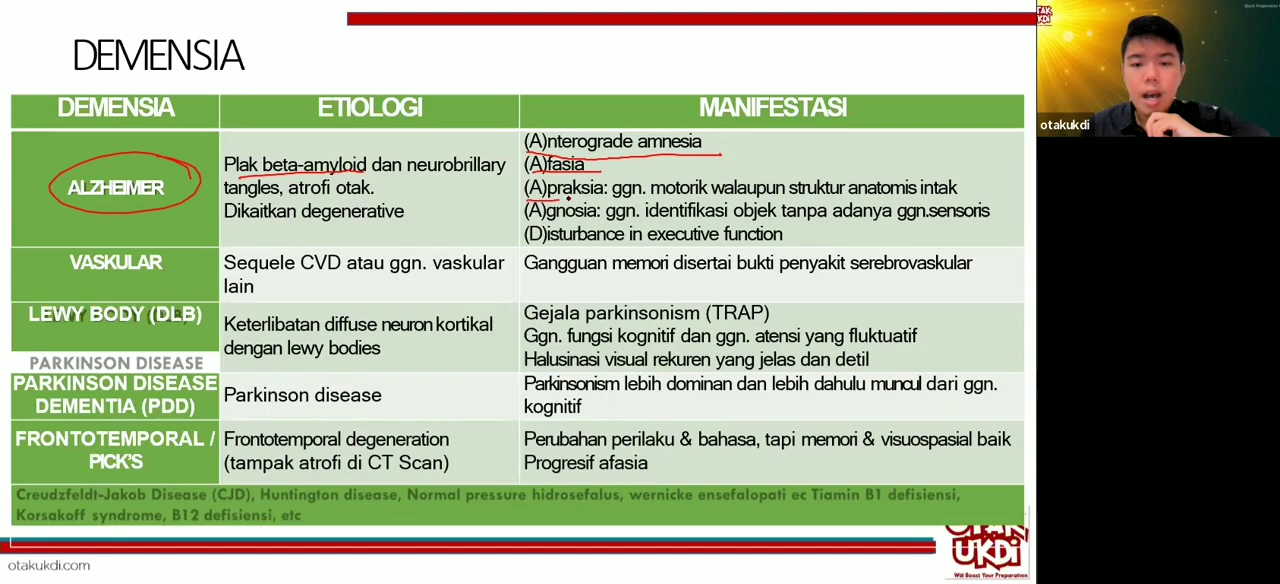 DEMENSIA
DEMENSIA
ETIOLOGI
MANIFESTASI
ALZHEIMER
Plak beta-amyloid dan neurobrillary
tangles, atrofi otak.
Dikaitkan degenerative
(A)nterograde amnesia
(A)fasia
(A)praksia: ggn. motorik walaupun struktur anatomis intak
(A)gnosia: ggn. identifikasi objek tanpa adanya ggn.sensoris
(D)isturbance in executive function
VASKULAR
Sequele CVD atau ggn. vaskular
lain
Gangguan memori disertai bukti penyakit serebrovaskular
LEWY BODY (DLB)
Keterlibatan diffuse neuron kortikal
dengan lewy bodies
Gejala parkinsonism (TRAP)
Ggn. fungsi kognitif dan ggn. atensi yang fluktuatif
Halusinasi visual rekuren yang jelas dan detil
PARKINSON DISEASE
PARKINSON DISEASE
DEMENTIA (PDD)
Parkinson disease
Parkinsonism lebih dominan dan lebih dahulu muncul dari ggn.
kognitif
FRONTOTEMPORAL /
PICK'S
Frontotemporal degeneration
(tampak atrofi di CT Scan)
Perubahan perilaku & bahasa, tapi memori & visuospasial baik
Progresif afasia
Creudzfeldt-Jakob Disease (CJD), Huntington disease, Normal pressure hidrosefalus, wernicke ensefalopati ec Tiamin B1 defisiensi,
Korsakoff syndrome, B12 defisiensi, etc
OTAK
UKDI
Will Boost Your Preparation
otakukdi.com
otakukdi